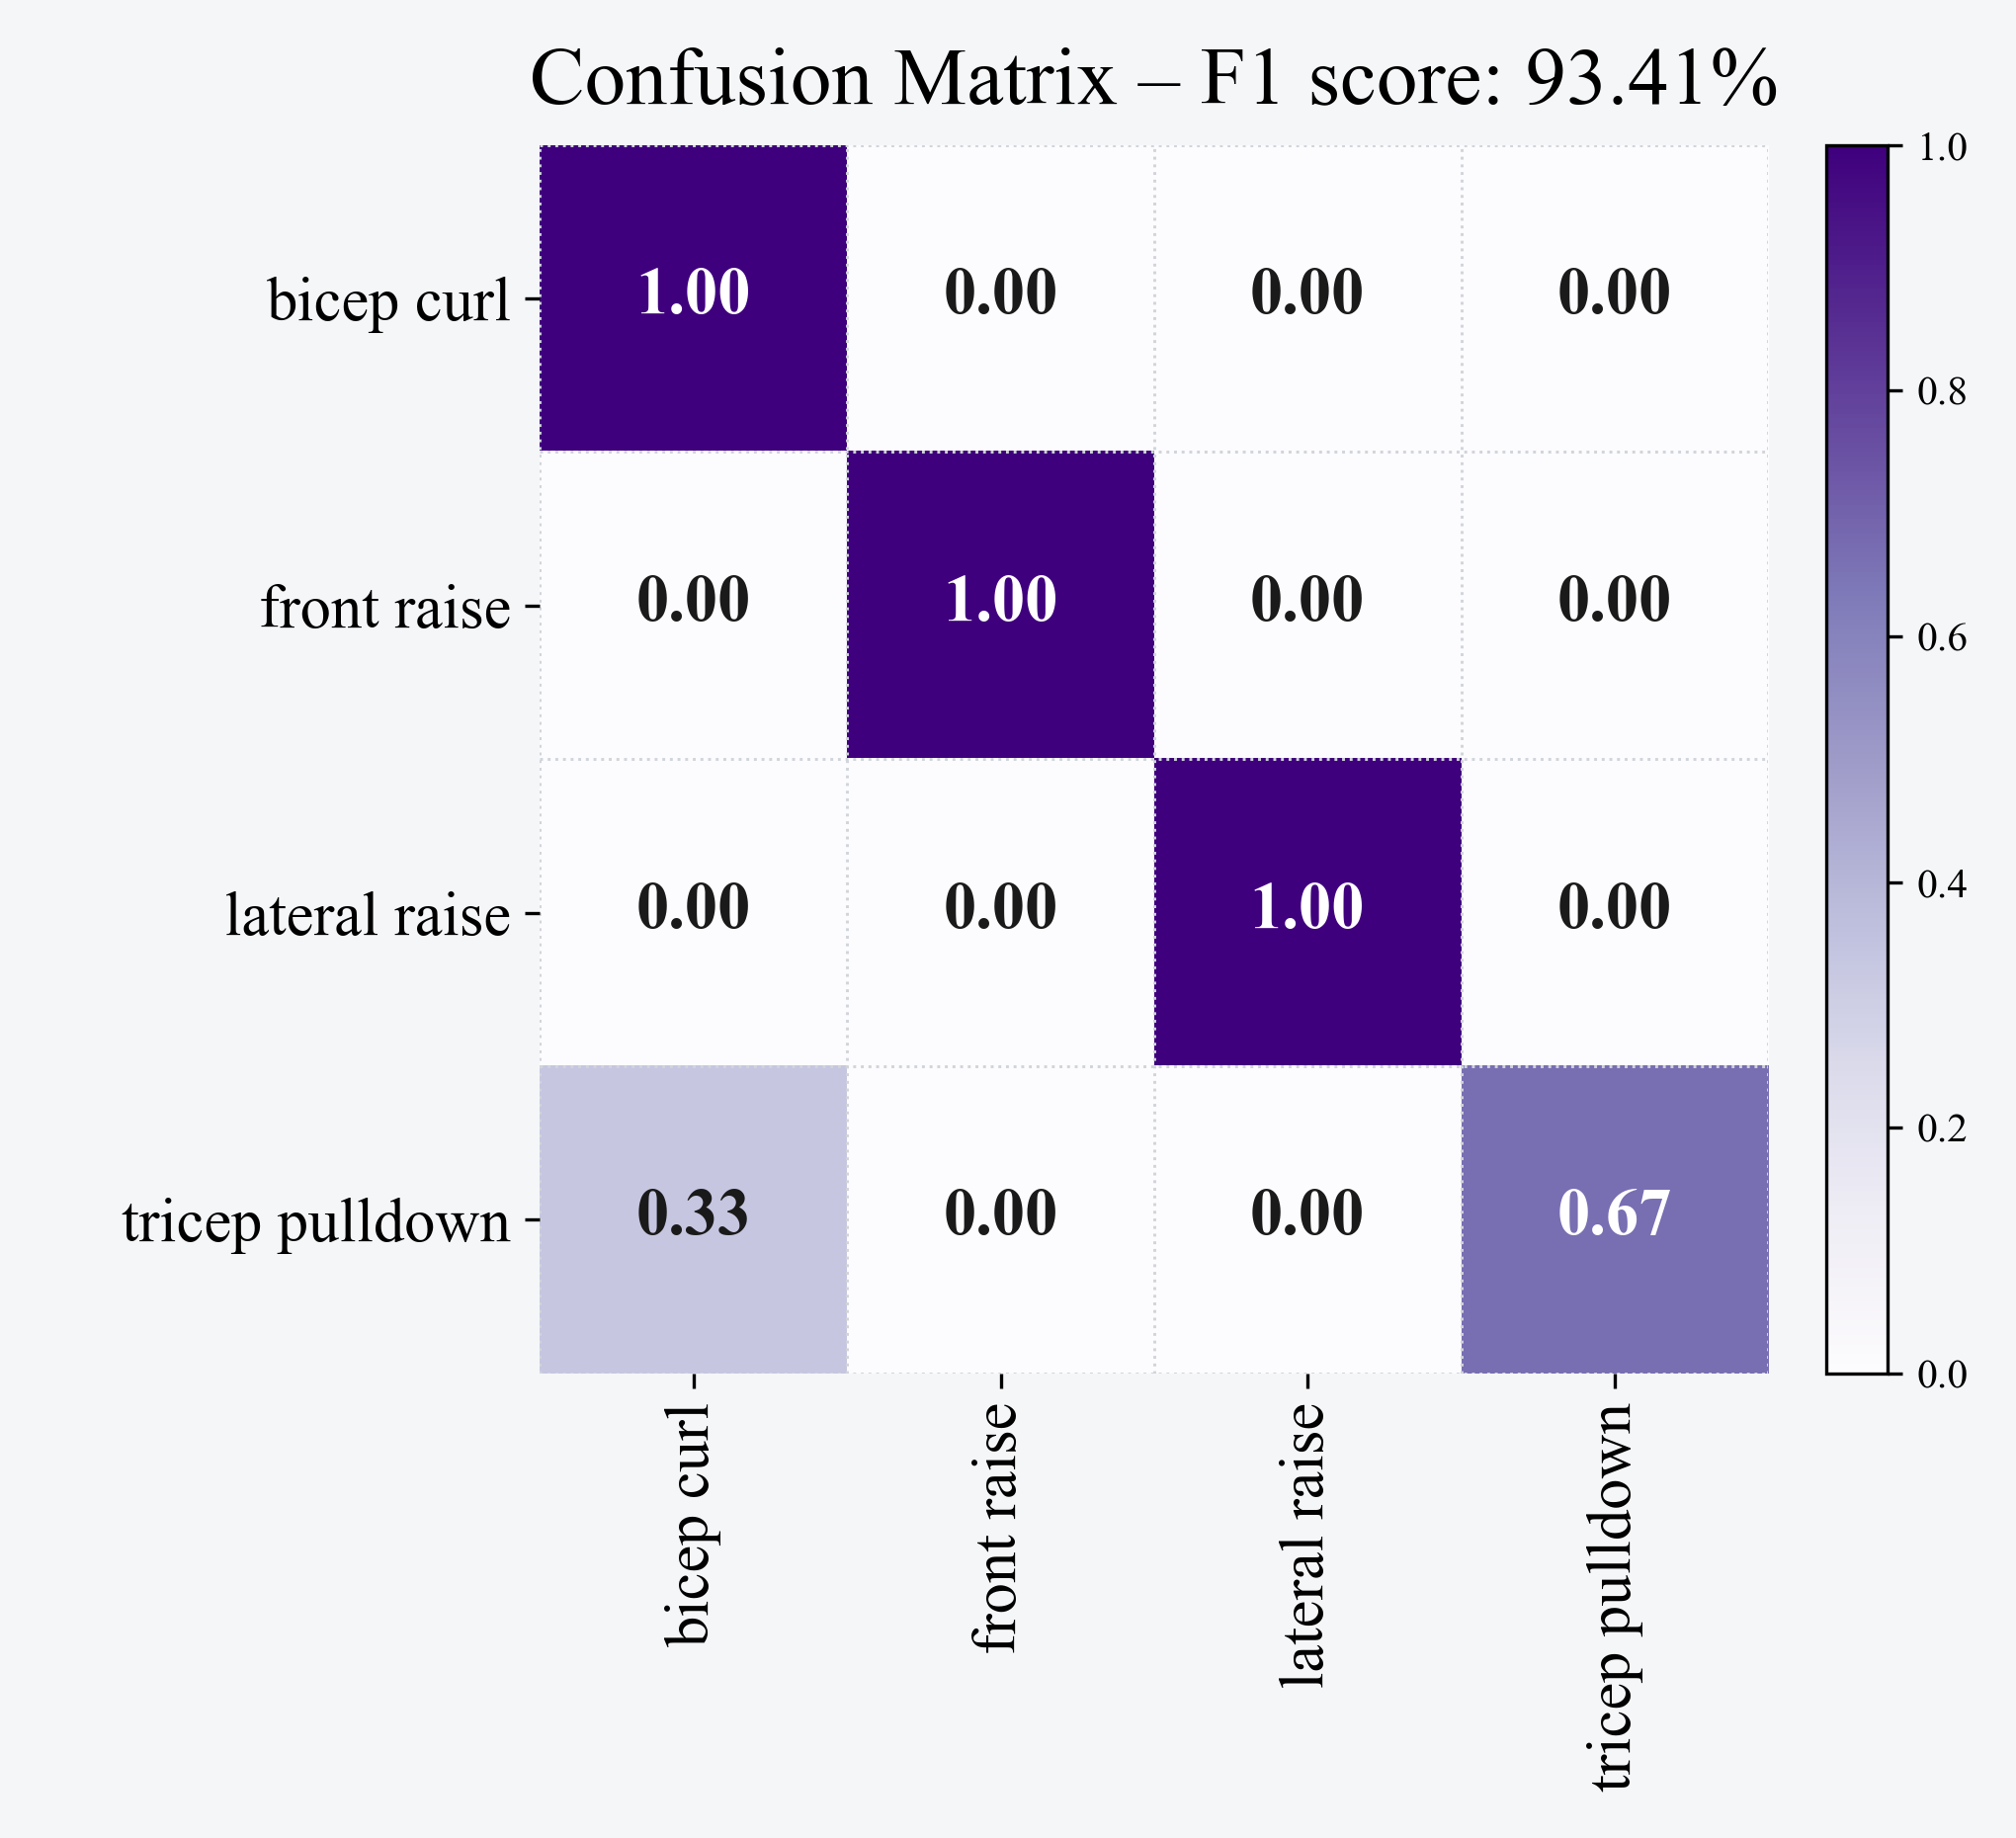 Confusion Matrix – F1 score: 93.41%
bicep curl 1.00 0.00 0.00 0.00
front raise 0.00 1.00 0.00 0.00
lateral raise 0.00 0.00 1.00 0.00
tricep pulldown 0.33 0.00 0.00 0.67
bicep curl
front raise
lateral raise
tricep pulldown
1.0
0.8
0.6
0.4
0.2
0.0